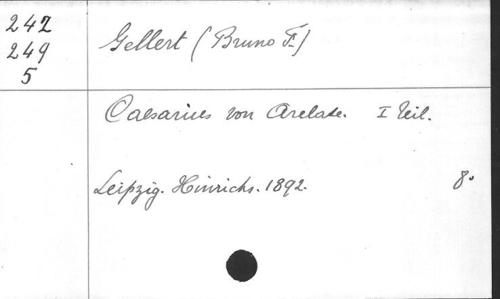 242
249
5
Gellert (Bruno F.)
Caesarius von Arelate. I Teil.
Leipzig. Hinrichs. 1892. 8.